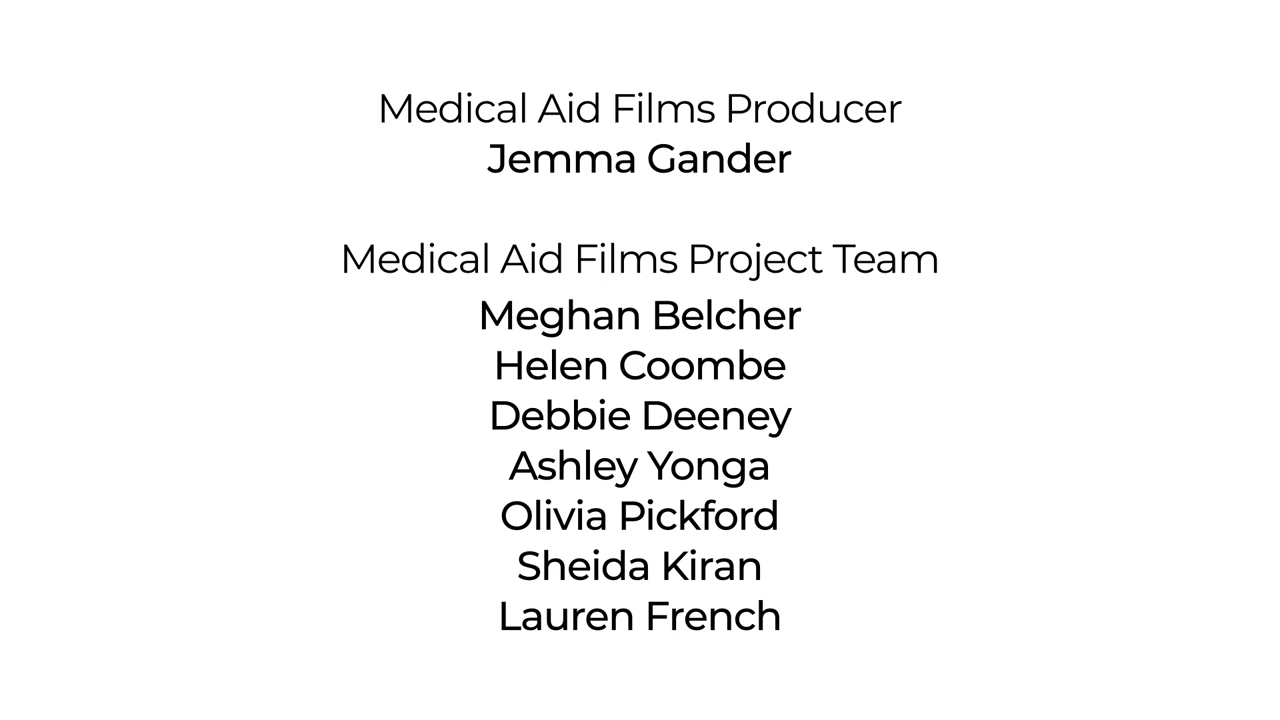 Medical Aid Films Producer
Jemma Gander
Medical Aid Films Project Team
Meghan Belcher
Helen Coombe
Debbie Deeney
Ashley Yonga
Olivia Pickford
Sheida Kiran
Lauren French